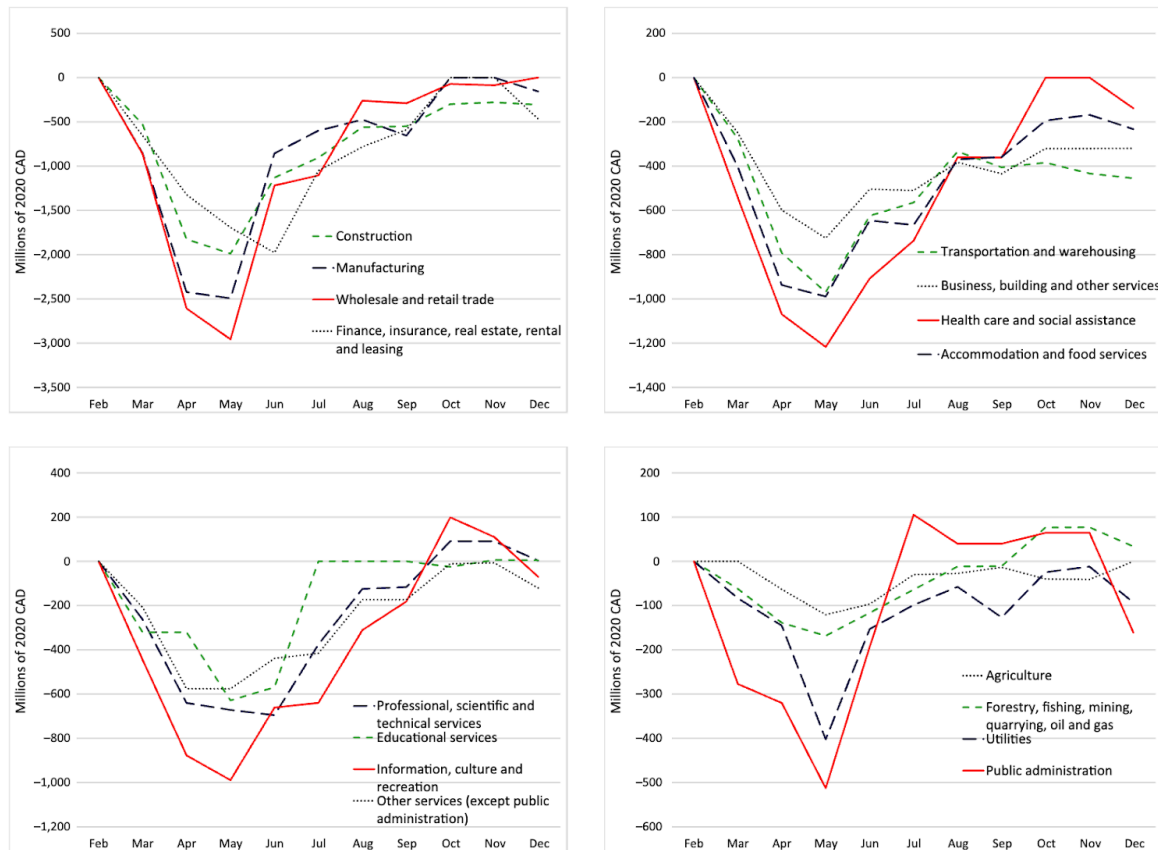 500
0
−500
−1,000
−1,500
−2,000
−2,500
−3,000
−3,500
Millions of 2020 CAD
Construction
Manufacturing
Wholesale and retail trade
Finance, insurance, real estate, rental
and leasing
Feb Mar Apr May Jun Jul Aug Sep Oct Nov Dec
200
0
−200
−400
−600
−800
−1,000
−1,200
−1,400
Millions of 2020 CAD
Transportation and warehousing
Business, building and other services
Health care and social assistance
Accommodation and food services
Feb Mar Apr May Jun Jul Aug Sep Oct Nov Dec
400
200
0
−200
−400
−600
−800
−1,000
−1,200
Millions of 2020 CAD
Professional, scientific and
technical services
Educational services
Information, culture and
recreation
Other services (except public
administration)
Feb Mar Apr May Jun Jul Aug Sep Oct Nov Dec
200
100
0
−100
−200
−300
−400
−500
−600
Millions of 2020 CAD
Agriculture
Forestry, fishing, mining,
quarrying, oil and gas
Utilities
Public administration
Feb Mar Apr May Jun Jul Aug Sep Oct Nov Dec